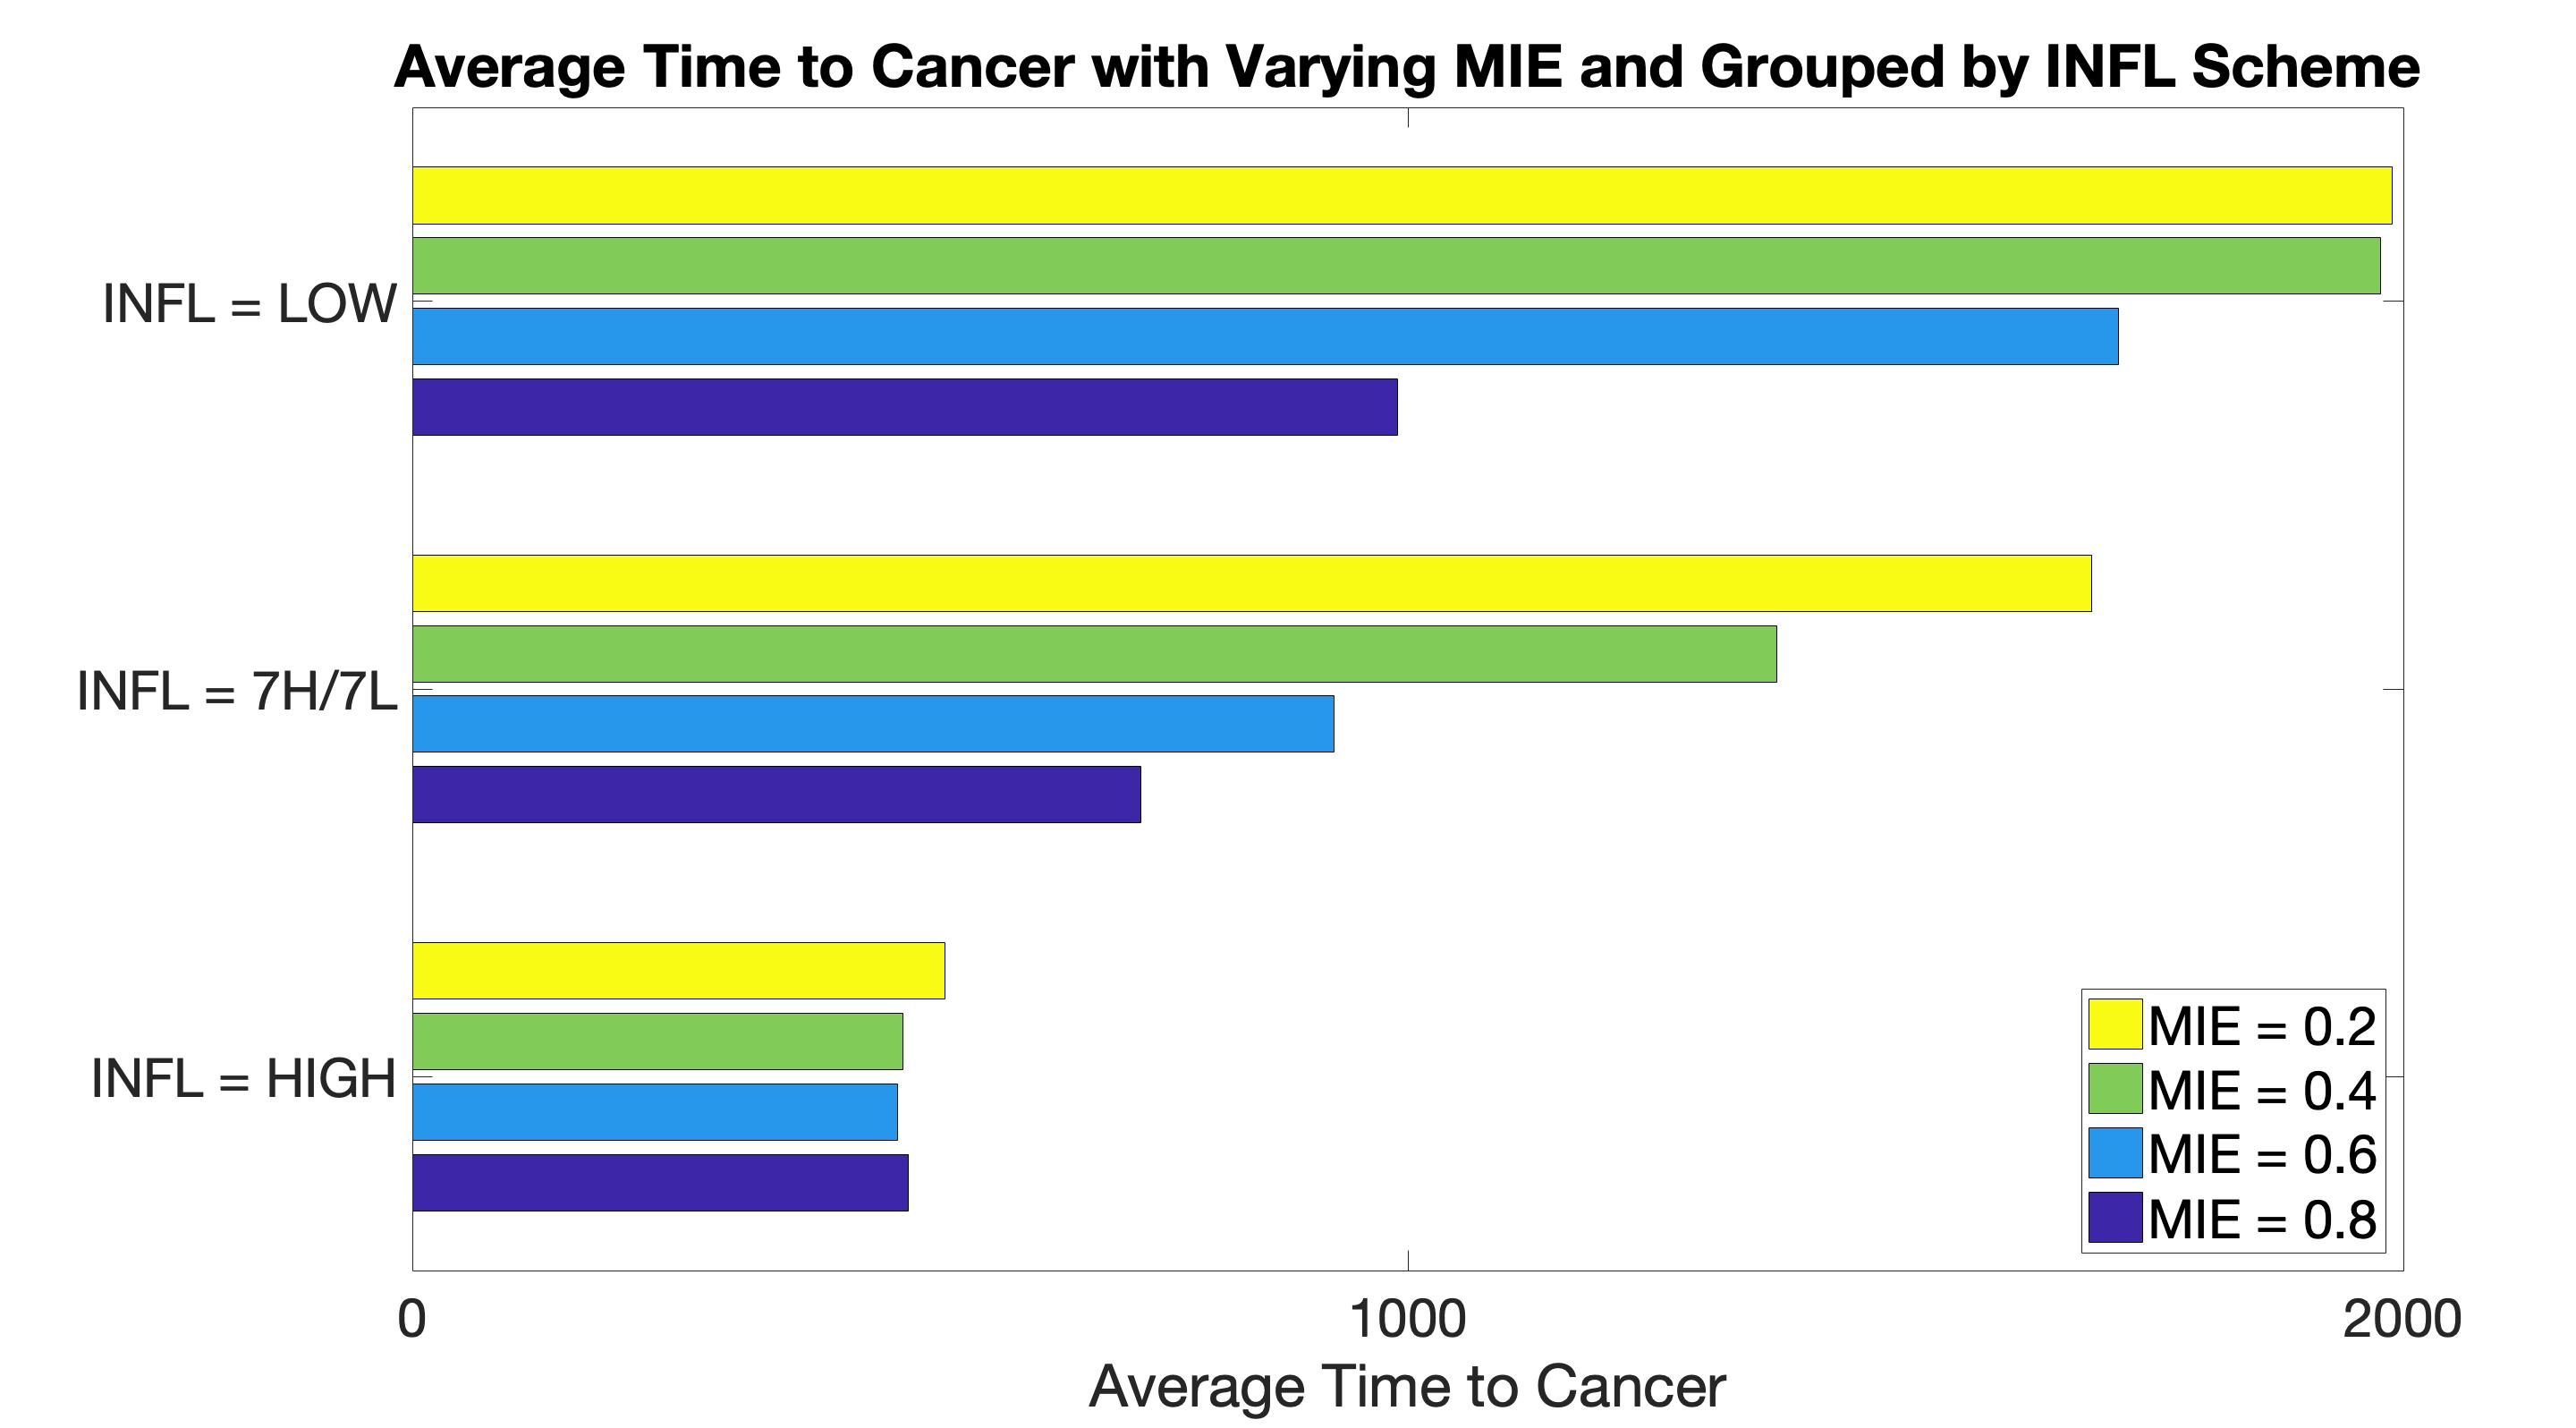 Average Time to Cancer with Varying MIE and Grouped by INFL Scheme
INFL = LOW
INFL = 7H/7L
INFL = HIGH
MIE = 0.2
MIE = 0.4
MIE = 0.6
MIE = 0.8
0 1000 2000
Average Time to Cancer